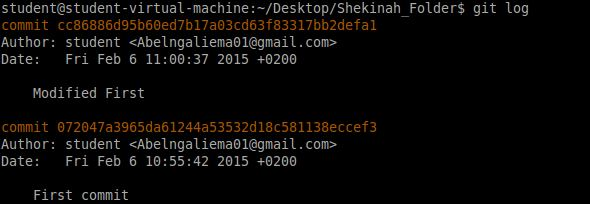 student@student-virtual-machine:~/Desktop/Shekinah_Folder$ git log
commit cc86886d95b60ed7b17a03cd63f83317bb2defa1
Author: student <Abelngaliema01@gmail.com>
Date:   Fri Feb 6 11:00:37 2015 +0200
    Modified First
commit 072047a3965da61244a53532d18c581138eccef3
Author: student <Abelngaliema01@gmail.com>
Date:   Fri Feb 6 10:55:42 2015 +0200
    First commit